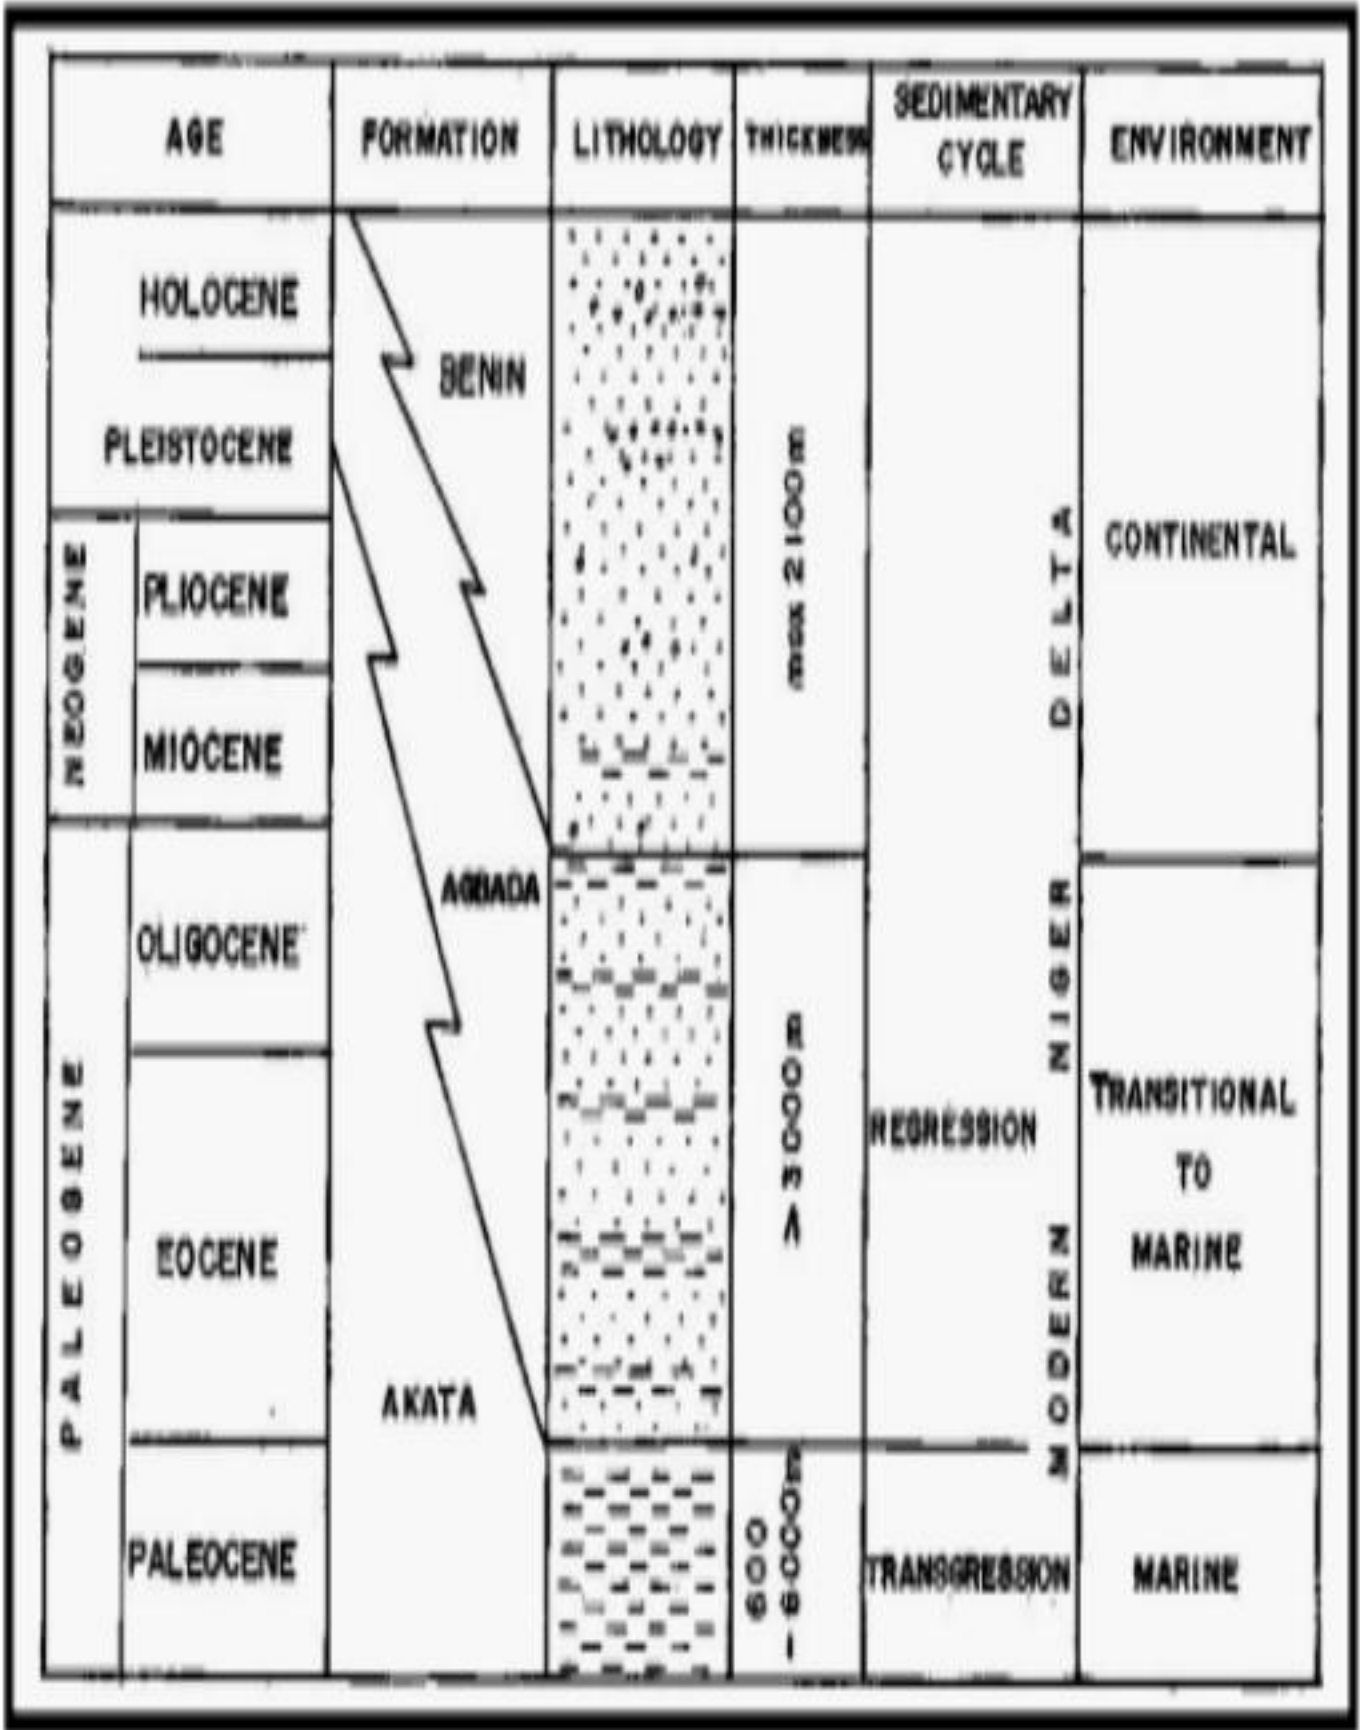 AGE
FORMATION
LITHOLOGY
THICKNESS
SEDIMENTARY
CYCLE
ENVIRONMENT
HOLOCENE
PLEISTOCENE
NEOGENE
PLIOCENE
MIOCENE
PALEOGENE
OLIGOCENE
EOCENE
PALEOCENE
BENIN
AGBADA
AKATA
max 2100m
> 3000m
600
– 6000m
REGRESSION
TRANSGRESSION
MODERN NIGER DELTA
CONTINENTAL
TRANSITIONAL
TO
MARINE
MARINE